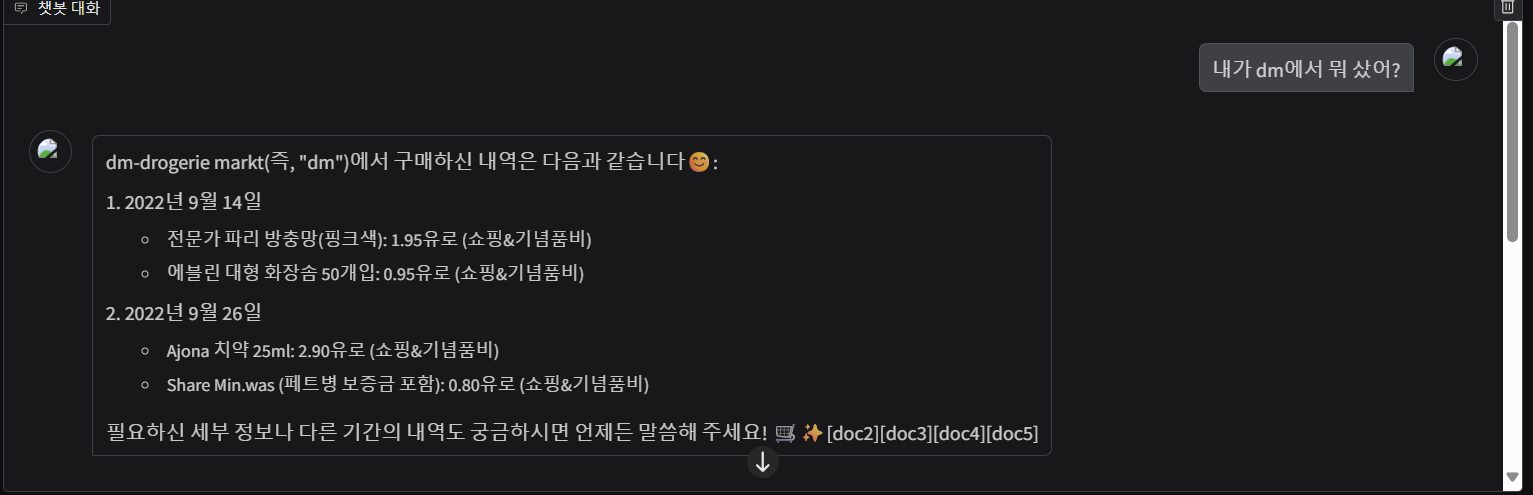 챗봇 대화
내가 dm에서 뭐 샀어?
dm-drogerie markt(즉, "dm")에서 구매하신 내역은 다음과 같습니다😊:
1. 2022년 9월 14일
전문가 파리 방충망(핑크색): 1.95유로 (쇼핑&기념품비)
에블린 대형 화장솜 50개입: 0.95유로 (쇼핑&기념품비)
2. 2022년 9월 26일
Ajona 치약 25ml: 2.90유로 (쇼핑&기념품비)
Share Min.was (페트병 보증금 포함): 0.80유로 (쇼핑&기념품비)
필요하신 세부 정보나 다른 기간의 내역도 궁금하시면 언제든 말씀해 주세요! 🛒✨[doc2][doc3][doc4][doc5]